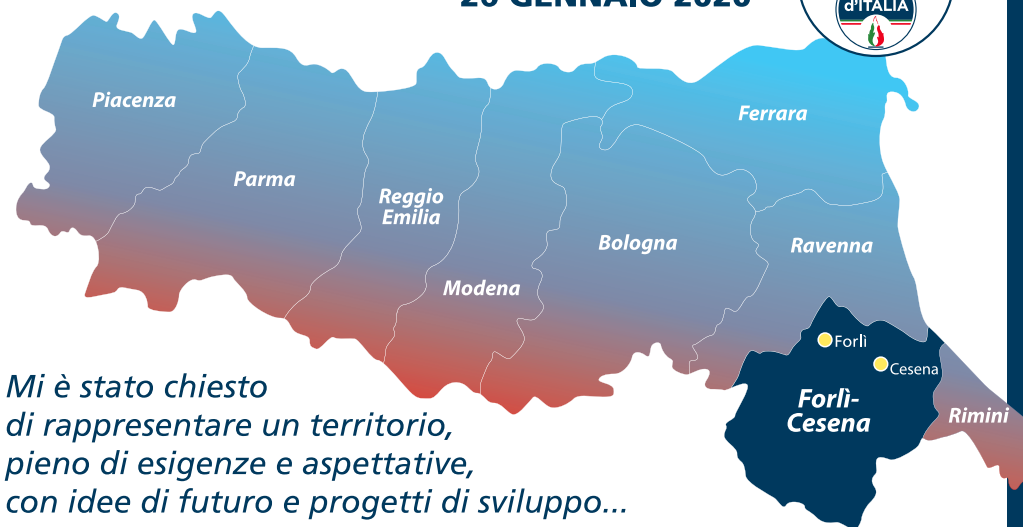 d'ITALIA
Piacenza
Ferrara
Parma
Reggio
Emilia
Bologna
Ravenna
Modena
Forlì
Cesena
Forlì-
Cesena
Rimini
Mi è stato chiesto
di rappresentare un territorio,
pieno di esigenze e aspettative,
con idee di futuro e progetti di sviluppo...